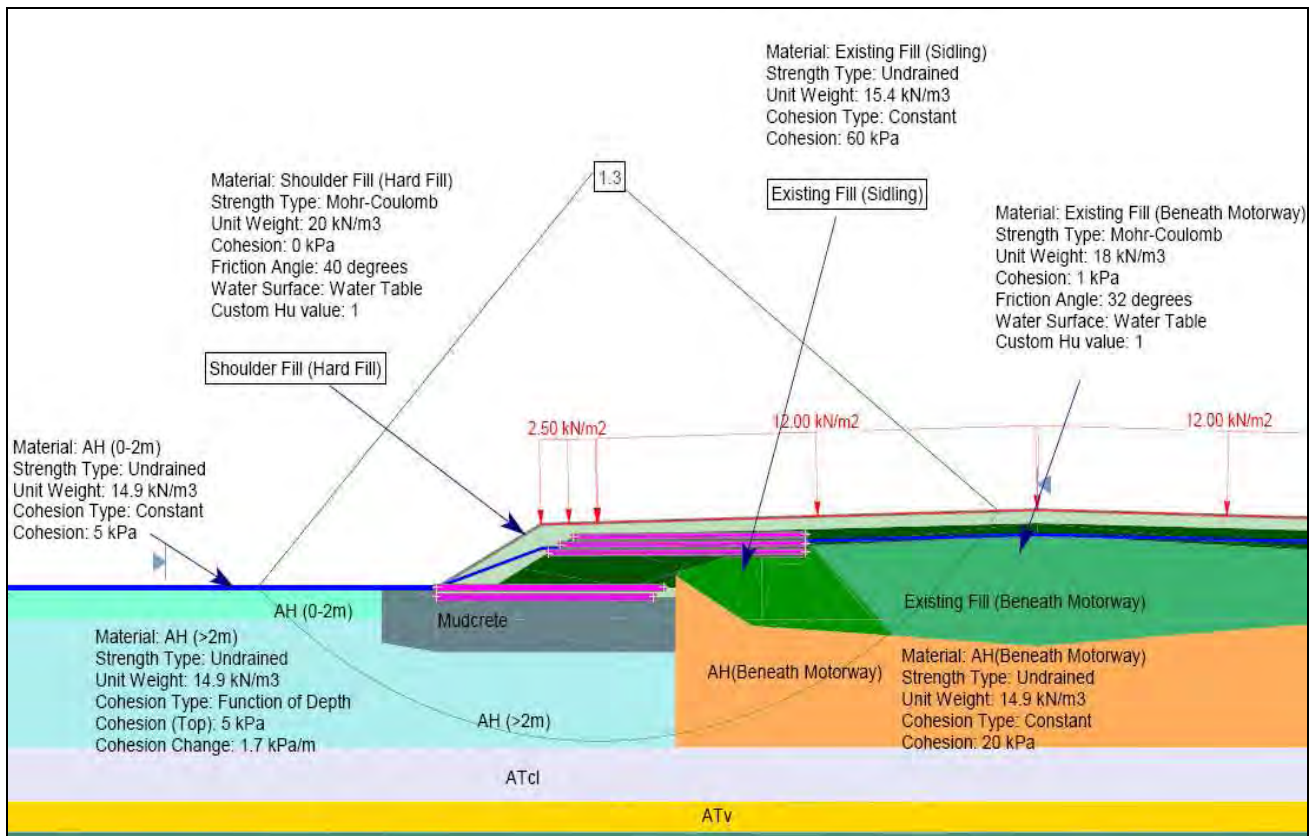 Material: Existing Fill (Sidling)
Strength Type: Undrained
Unit Weight: 15.4 kN/m3
Cohesion Type: Constant
Cohesion: 60 kPa
Material: Shoulder Fill (Hard Fill)
Strength Type: Mohr-Coulomb
Unit Weight: 20 kN/m3
Cohesion: 0 kPa
Friction Angle: 40 degrees
Water Surface: Water Table
Custom Hu value: 1
1.3
Existing Fill (Sidling)
Material: Existing Fill (Beneath Motorway)
Strength Type: Mohr-Coulomb
Unit Weight: 18 kN/m3
Cohesion: 1 kPa
Friction Angle: 32 degrees
Water Surface: Water Table
Custom Hu value: 1
Shoulder Fill (Hard Fill)
2.50 kN/m2
12.00 kN/m2
12.00 kN/m2
Material: AH (0-2m)
Strength Type: Undrained
Unit Weight: 14.9 kN/m3
Cohesion Type: Constant
Cohesion: 5 kPa
AH (0-2m)
Mudcrete
Existing Fill (Beneath Motorway)
Material: AH (>2m)
Strength Type: Undrained
Unit Weight: 14.9 kN/m3
Cohesion Type: Function of Depth
Cohesion (Top): 5 kPa
Cohesion Change: 1.7 kPa/m
AH (>2m)
AH(Beneath Motorway)
Material: AH(Beneath Motorway)
Strength Type: Undrained
Unit Weight: 14.9 kN/m3
Cohesion Type: Constant
Cohesion: 20 kPa
ATcl
ATv